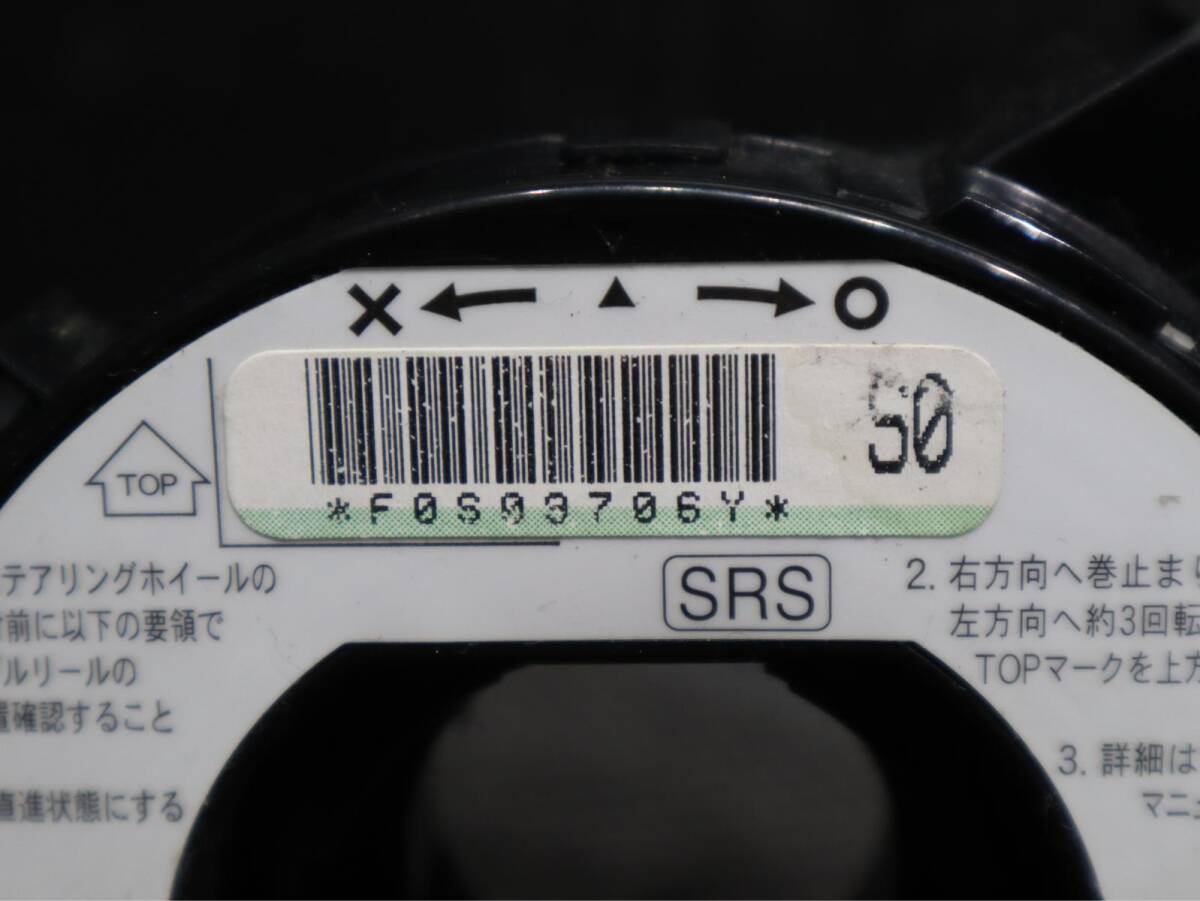 × ← ▲ → ○
50
*F0S03706Y*
TOP
SRS
テアリングホイールの
前に以下の要領で
ルリールの
確認すること
直進状態にする
2. 右方向へ巻止ま
左方向へ約3回転
TOPマークを上方
3. 詳細は
マニ